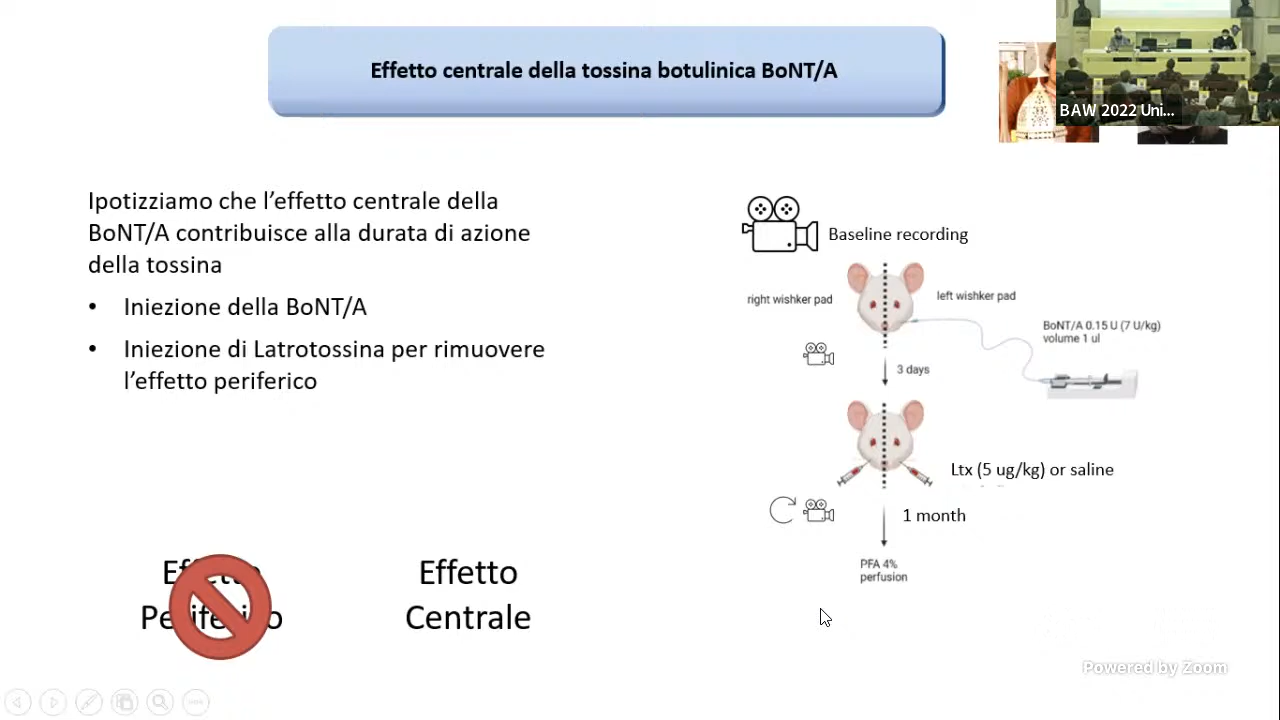 Effetto centrale della tossina botulinica BoNT/A
BAW 2022 Uni...
Ipotizziamo che l’effetto centrale della
BoNT/A contribuisce alla durata di azione
della tossina
• Iniezione della BoNT/A
• Iniezione di Latrotossina per rimuovere
l’effetto periferico
Effetto
Periferico
Effetto
Centrale
Baseline recording
right wishker pad
left wishker pad
BoNT/A 0.15 U (7 U/kg)
volume 1 ul
3 days
Ltx (5 ug/kg) or saline
1 month
PFA 4%
perfusion
Powered by Zoom